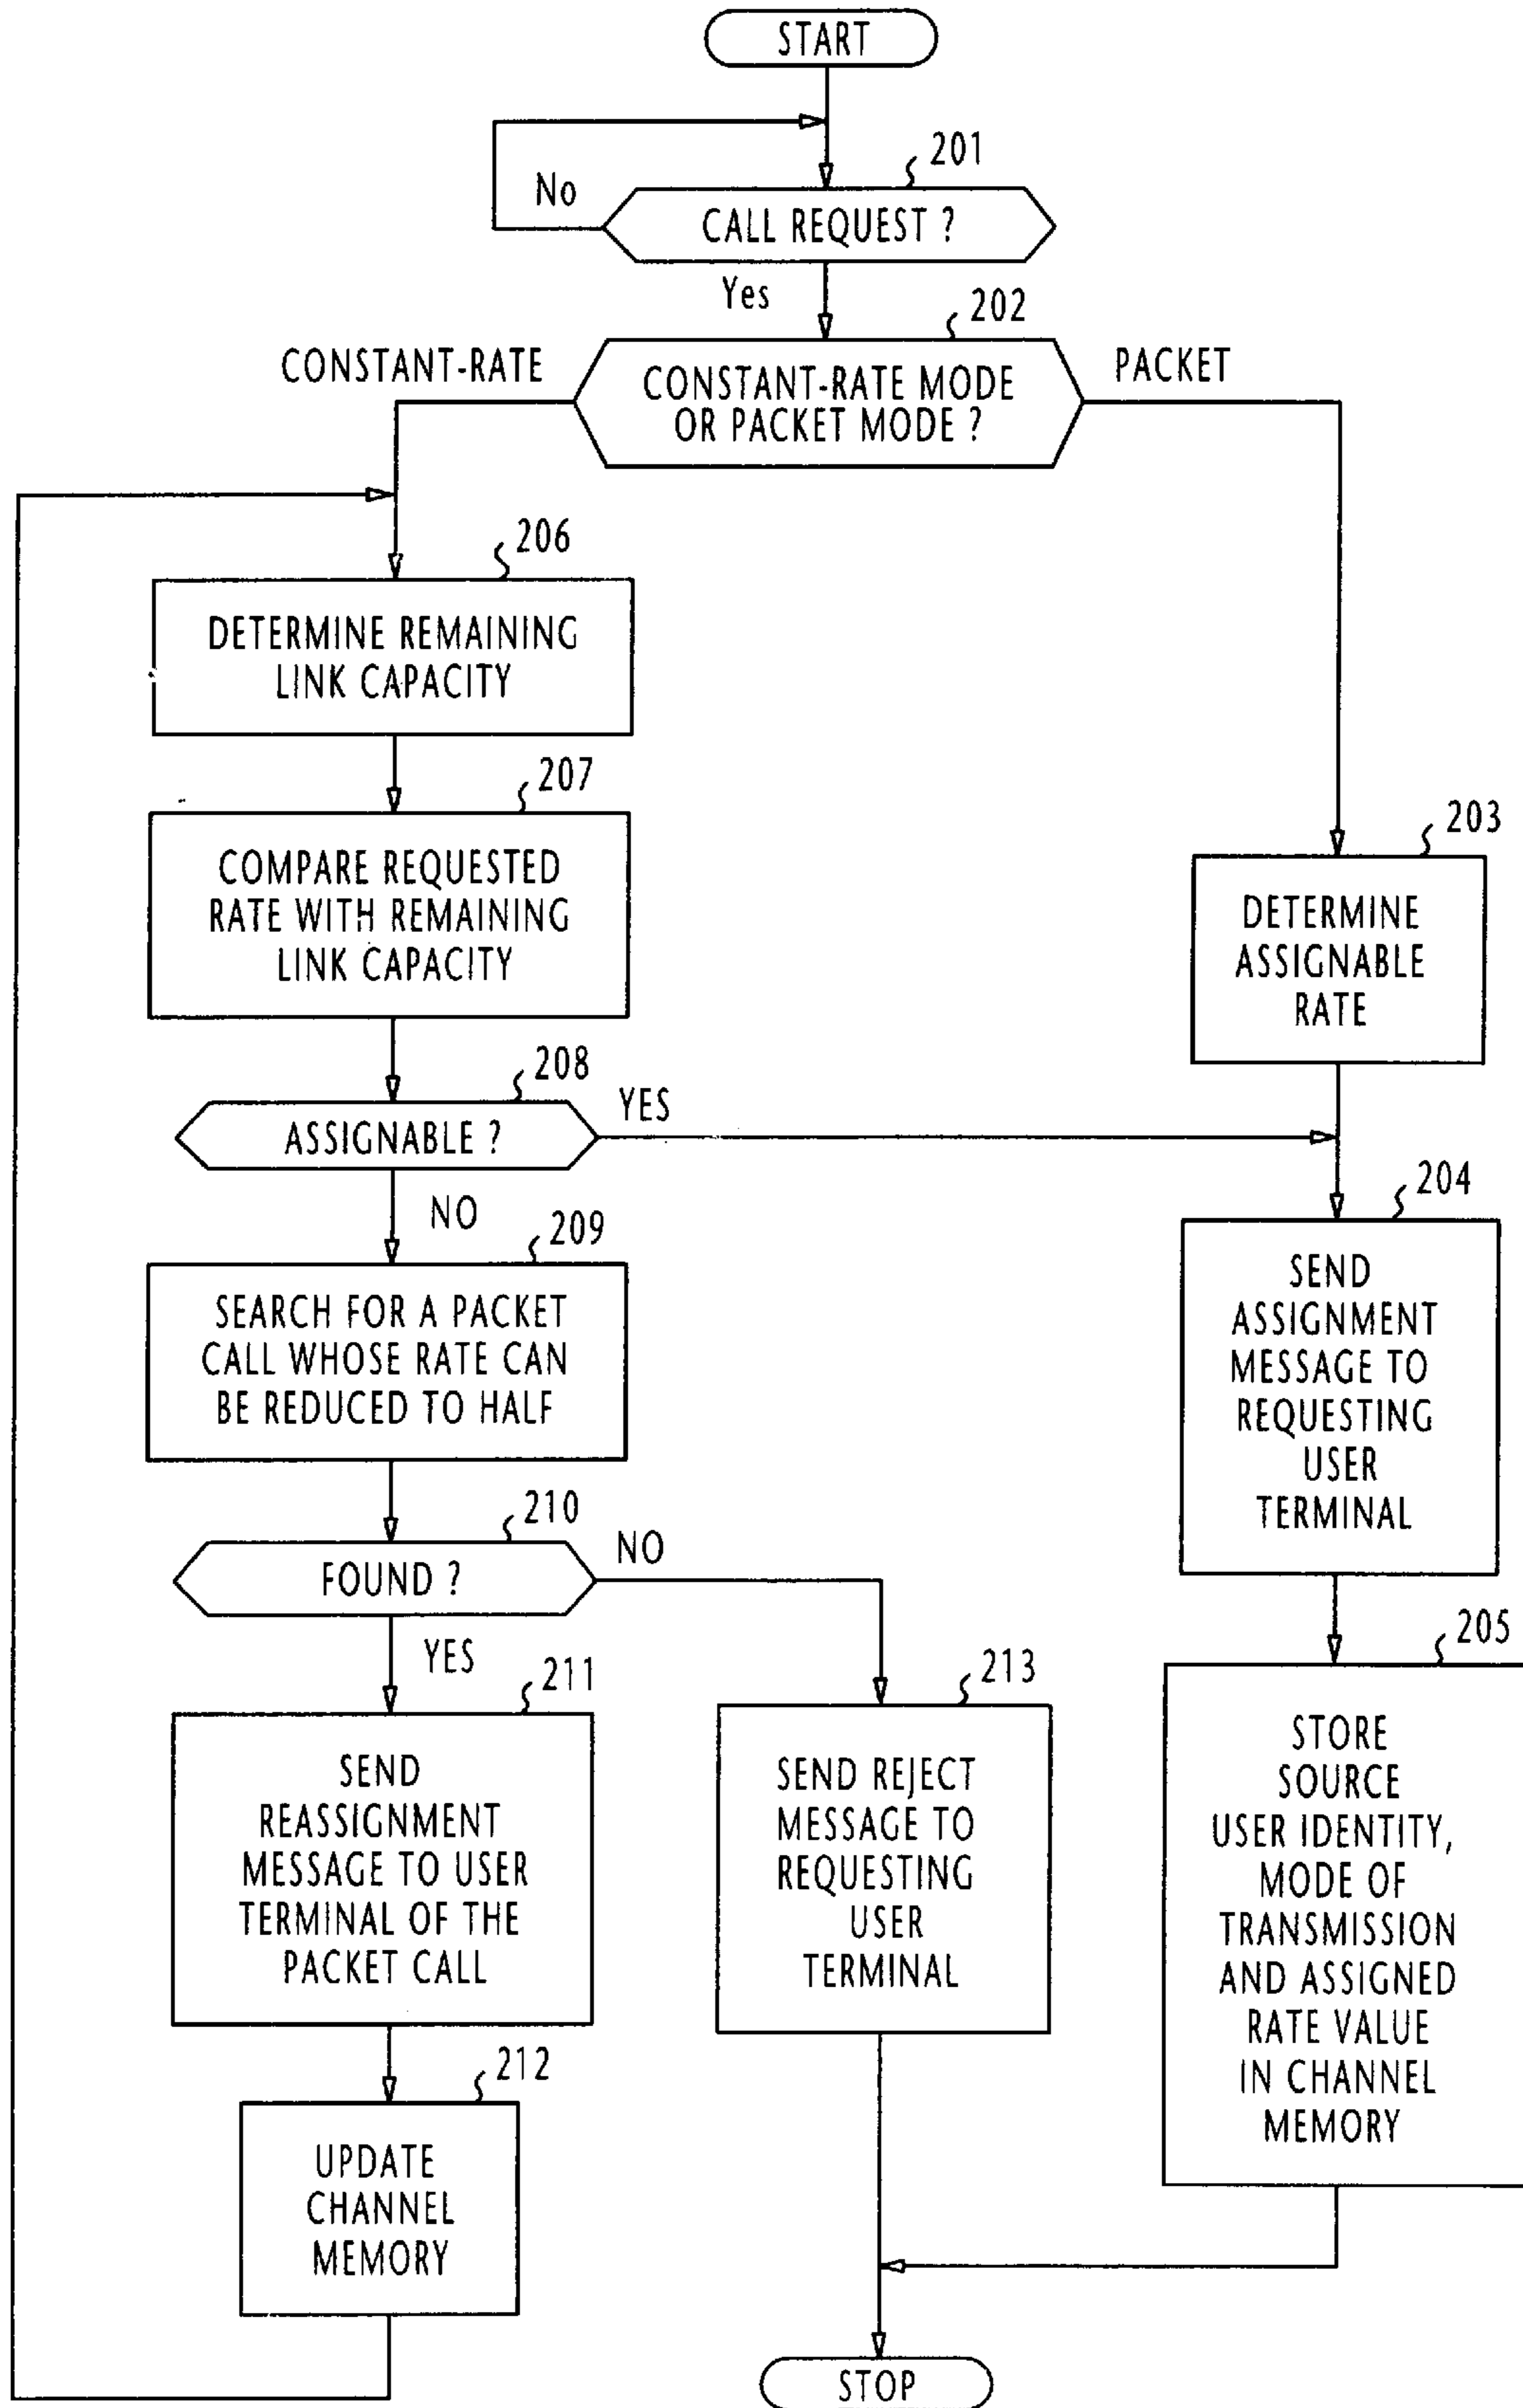 START
201
No
CALL REQUEST ?
Yes
202
CONSTANT-RATE
CONSTANT-RATE MODE
OR PACKET MODE ?
PACKET
206
DETERMINE REMAINING
LINK CAPACITY
207
COMPARE REQUESTED
RATE WITH REMAINING
LINK CAPACITY
203
DETERMINE
ASSIGNABLE
RATE
208
ASSIGNABLE ?
YES
NO
204
SEND
ASSIGNMENT
MESSAGE TO
REQUESTING
USER
TERMINAL
209
SEARCH FOR A PACKET
CALL WHOSE RATE CAN
BE REDUCED TO HALF
210
FOUND ?
NO
YES
205
STORE
SOURCE
USER IDENTITY,
MODE OF
TRANSMISSION
AND ASSIGNED
RATE VALUE
IN CHANNEL
MEMORY
211
SEND
REASSIGNMENT
MESSAGE TO USER
TERMINAL OF THE
PACKET CALL
213
SEND REJECT
MESSAGE TO
REQUESTING
USER
TERMINAL
212
UPDATE
CHANNEL
MEMORY
STOP